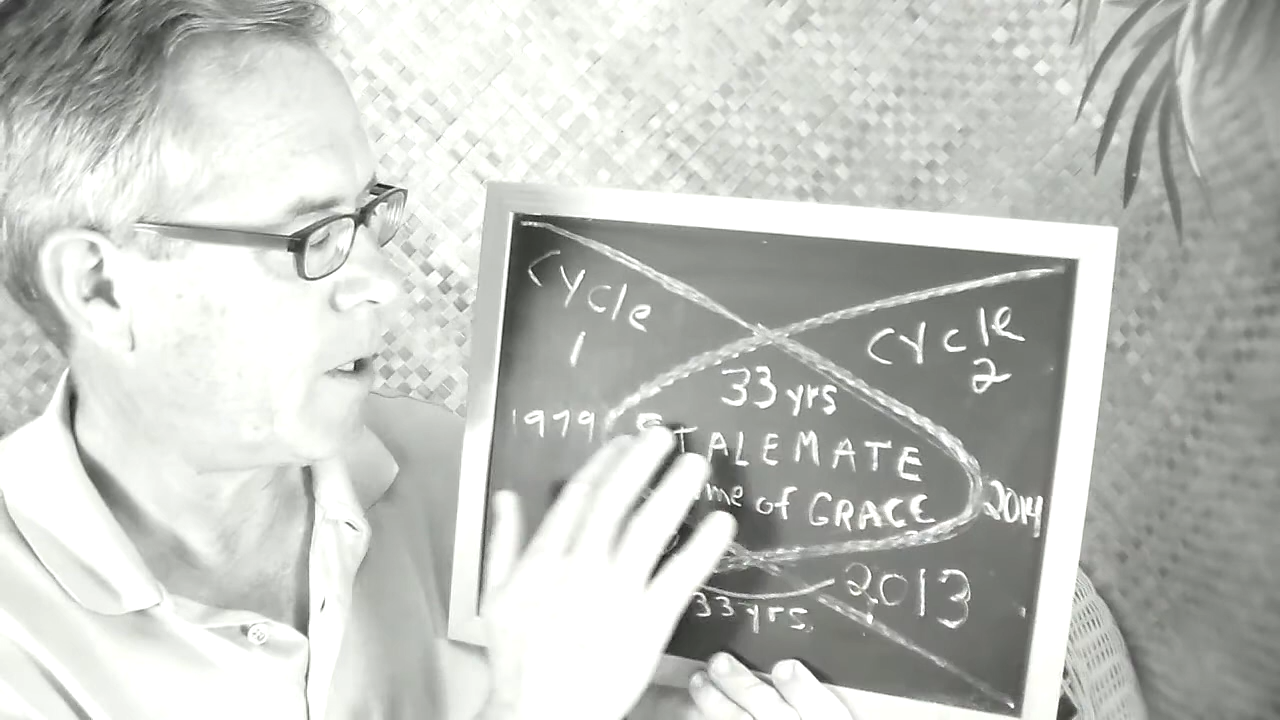 Cycle
1
Cycle
2
33 yrs
1979
STALEMATE
of GRACE
2014
2013
33 yrs.